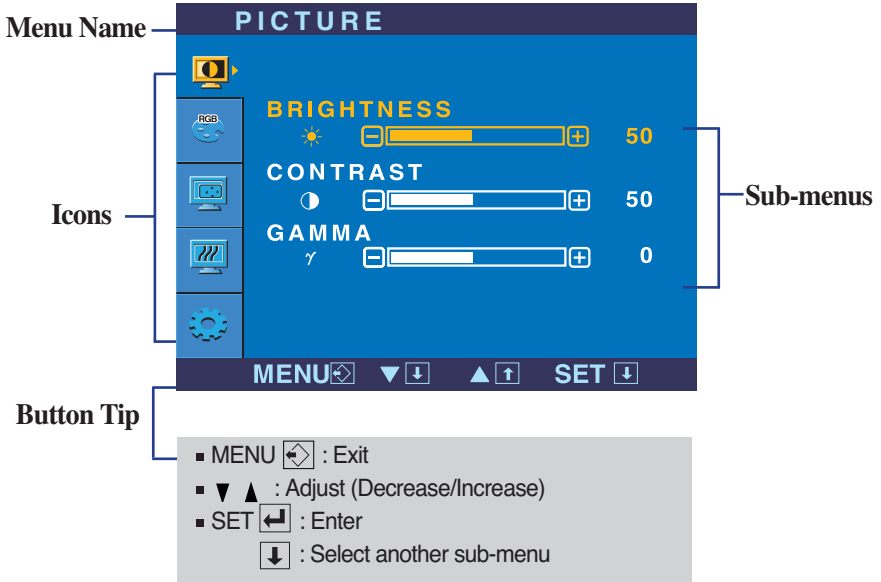 PICTURE
Menu Name
RGB
BRIGHTNESS
50
CONTRAST
50
Sub-menus
Icons
GAMMA
γ 0
MENU ▼ ↓ ▲ ↑ SET ↓
Button Tip
▪ MENU : Exit
▪ ▼ ▲ : Adjust (Decrease/Increase)
▪ SET ↵ : Enter
↓ : Select another sub-menu